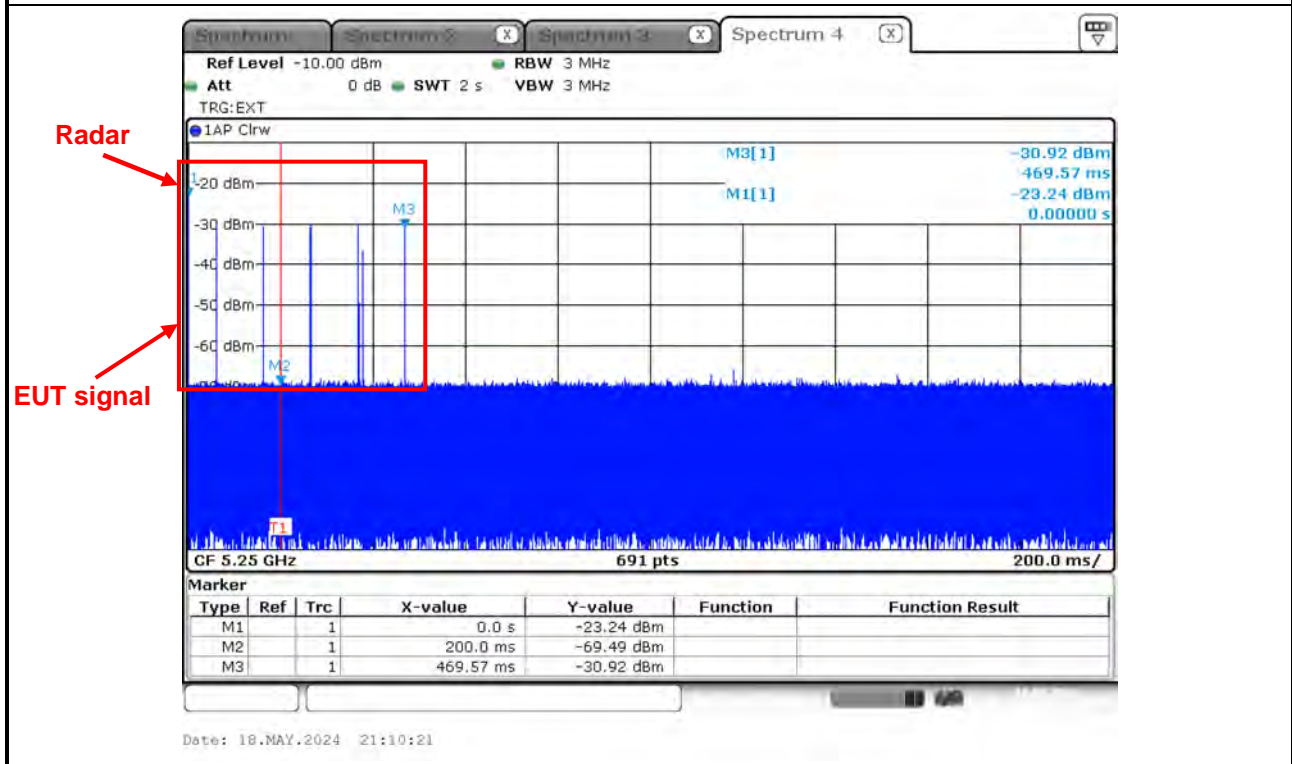 Spectrum 2 X Spectrum 3 X Spectrum 4 X
Ref Level -10.00 dBm RBW 3 MHz
Att 0 dB SWT 2 s VBW 3 MHz
TRG:EXT
1AP Clrw
Radar
M3[1] -30.92 dBm
469.57 ms
M1[1] -23.24 dBm
0.00000 s
-20 dBm
M3
-30 dBm
-40 dBm
-50 dBm
-60 dBm
M2
EUT signal
T1
CF 5.25 GHz 691 pts 200.0 ms/
Marker
Type Ref Trc X-value Y-value Function Function Result
M1 1 0.0 s -23.24 dBm
M2 1 200.0 ms -69.49 dBm
M3 1 469.57 ms -30.92 dBm
Date: 18.MAY.2024 21:10:21